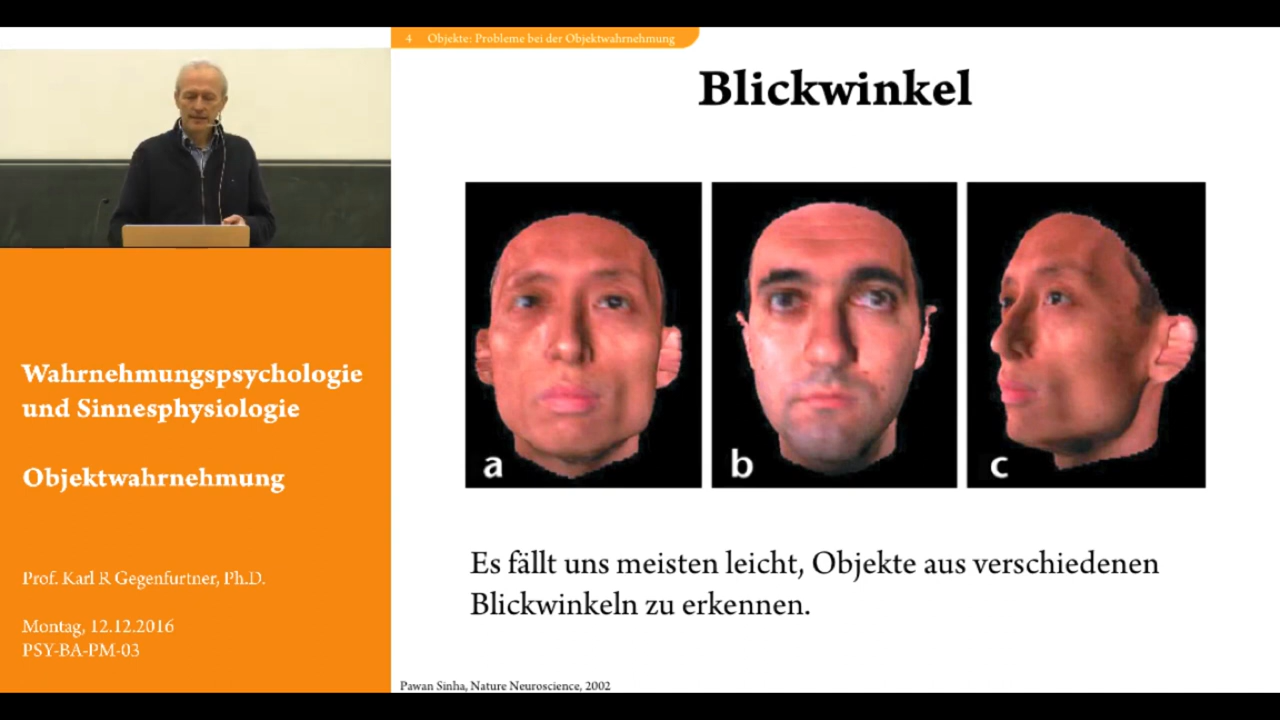 4 Objekte: Probleme bei der Objektwahrnehmung
Blickwinkel
a
b
c
Es fällt uns meisten leicht, Objekte aus verschiedenen
Blickwinkeln zu erkennen.
Pawan Sinha, Nature Neuroscience, 2002
Wahrnehmungspsychologie
und Sinnesphysiologie
Objektwahrnehmung
Prof. Karl R Gegenfurtner, Ph.D.
Montag, 12.12.2016
PSY-BA-PM-03